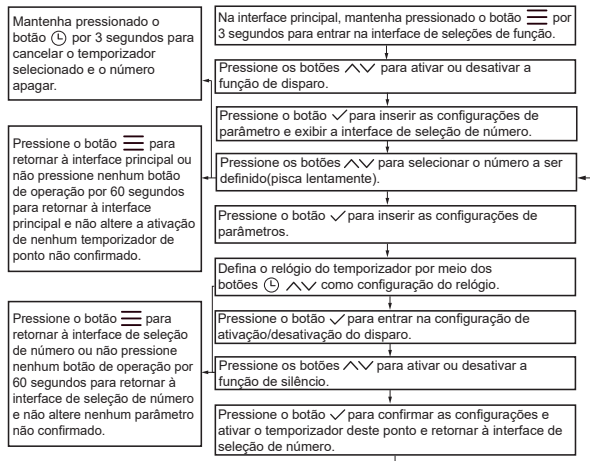 Mantenha pressionado o
botão por 3 segundos para
cancelar o temporizador
selecionado e o número
apagar.
Pressione o botão para
retornar à interface principal ou
não pressione nenhum botão
de operação por 60 segundos
para retornar à interface
principal e não altere a ativação
de nenhum temporizador de
ponto não confirmado.
Pressione o botão para
retornar à interface de seleção
de número ou não pressione
nenhum botão de operação por
60 segundos para retornar à
interface de seleção de número
e não altere nenhum parâmetro
não confirmado.
Na interface principal, mantenha pressionado o botão por
3 segundos para entrar na interface de seleções de função.
Pressione os botões para ativar ou desativar a
função de disparo.
Pressione o botão para inserir as configurações de
parâmetro e exibir a interface de seleção de número.
Pressione os botões para selecionar o número a ser
definido(pisca lentamente).
Pressione o botão para inserir as configurações de
parâmetros.
Defina o relógio do temporizador por meio dos
botões como configuração do relógio.
Pressione o botão para entrar na configuração de
ativação/desativação do disparo.
Pressione os botões para ativar ou desativar a
função de silêncio.
Pressione o botão para confirmar as configurações e
ativar o temporizador deste ponto e retornar à interface de
seleção de número.